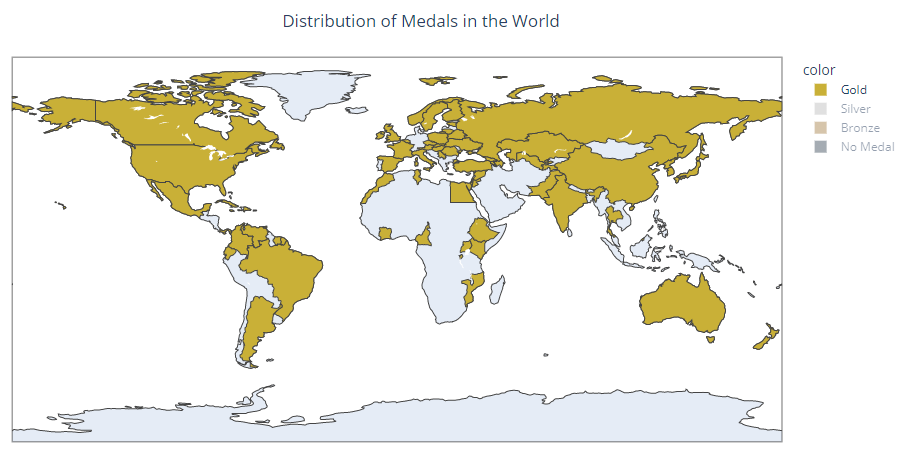 Distribution of Medals in the World
color
Gold
Silver
Bronze
No Medal